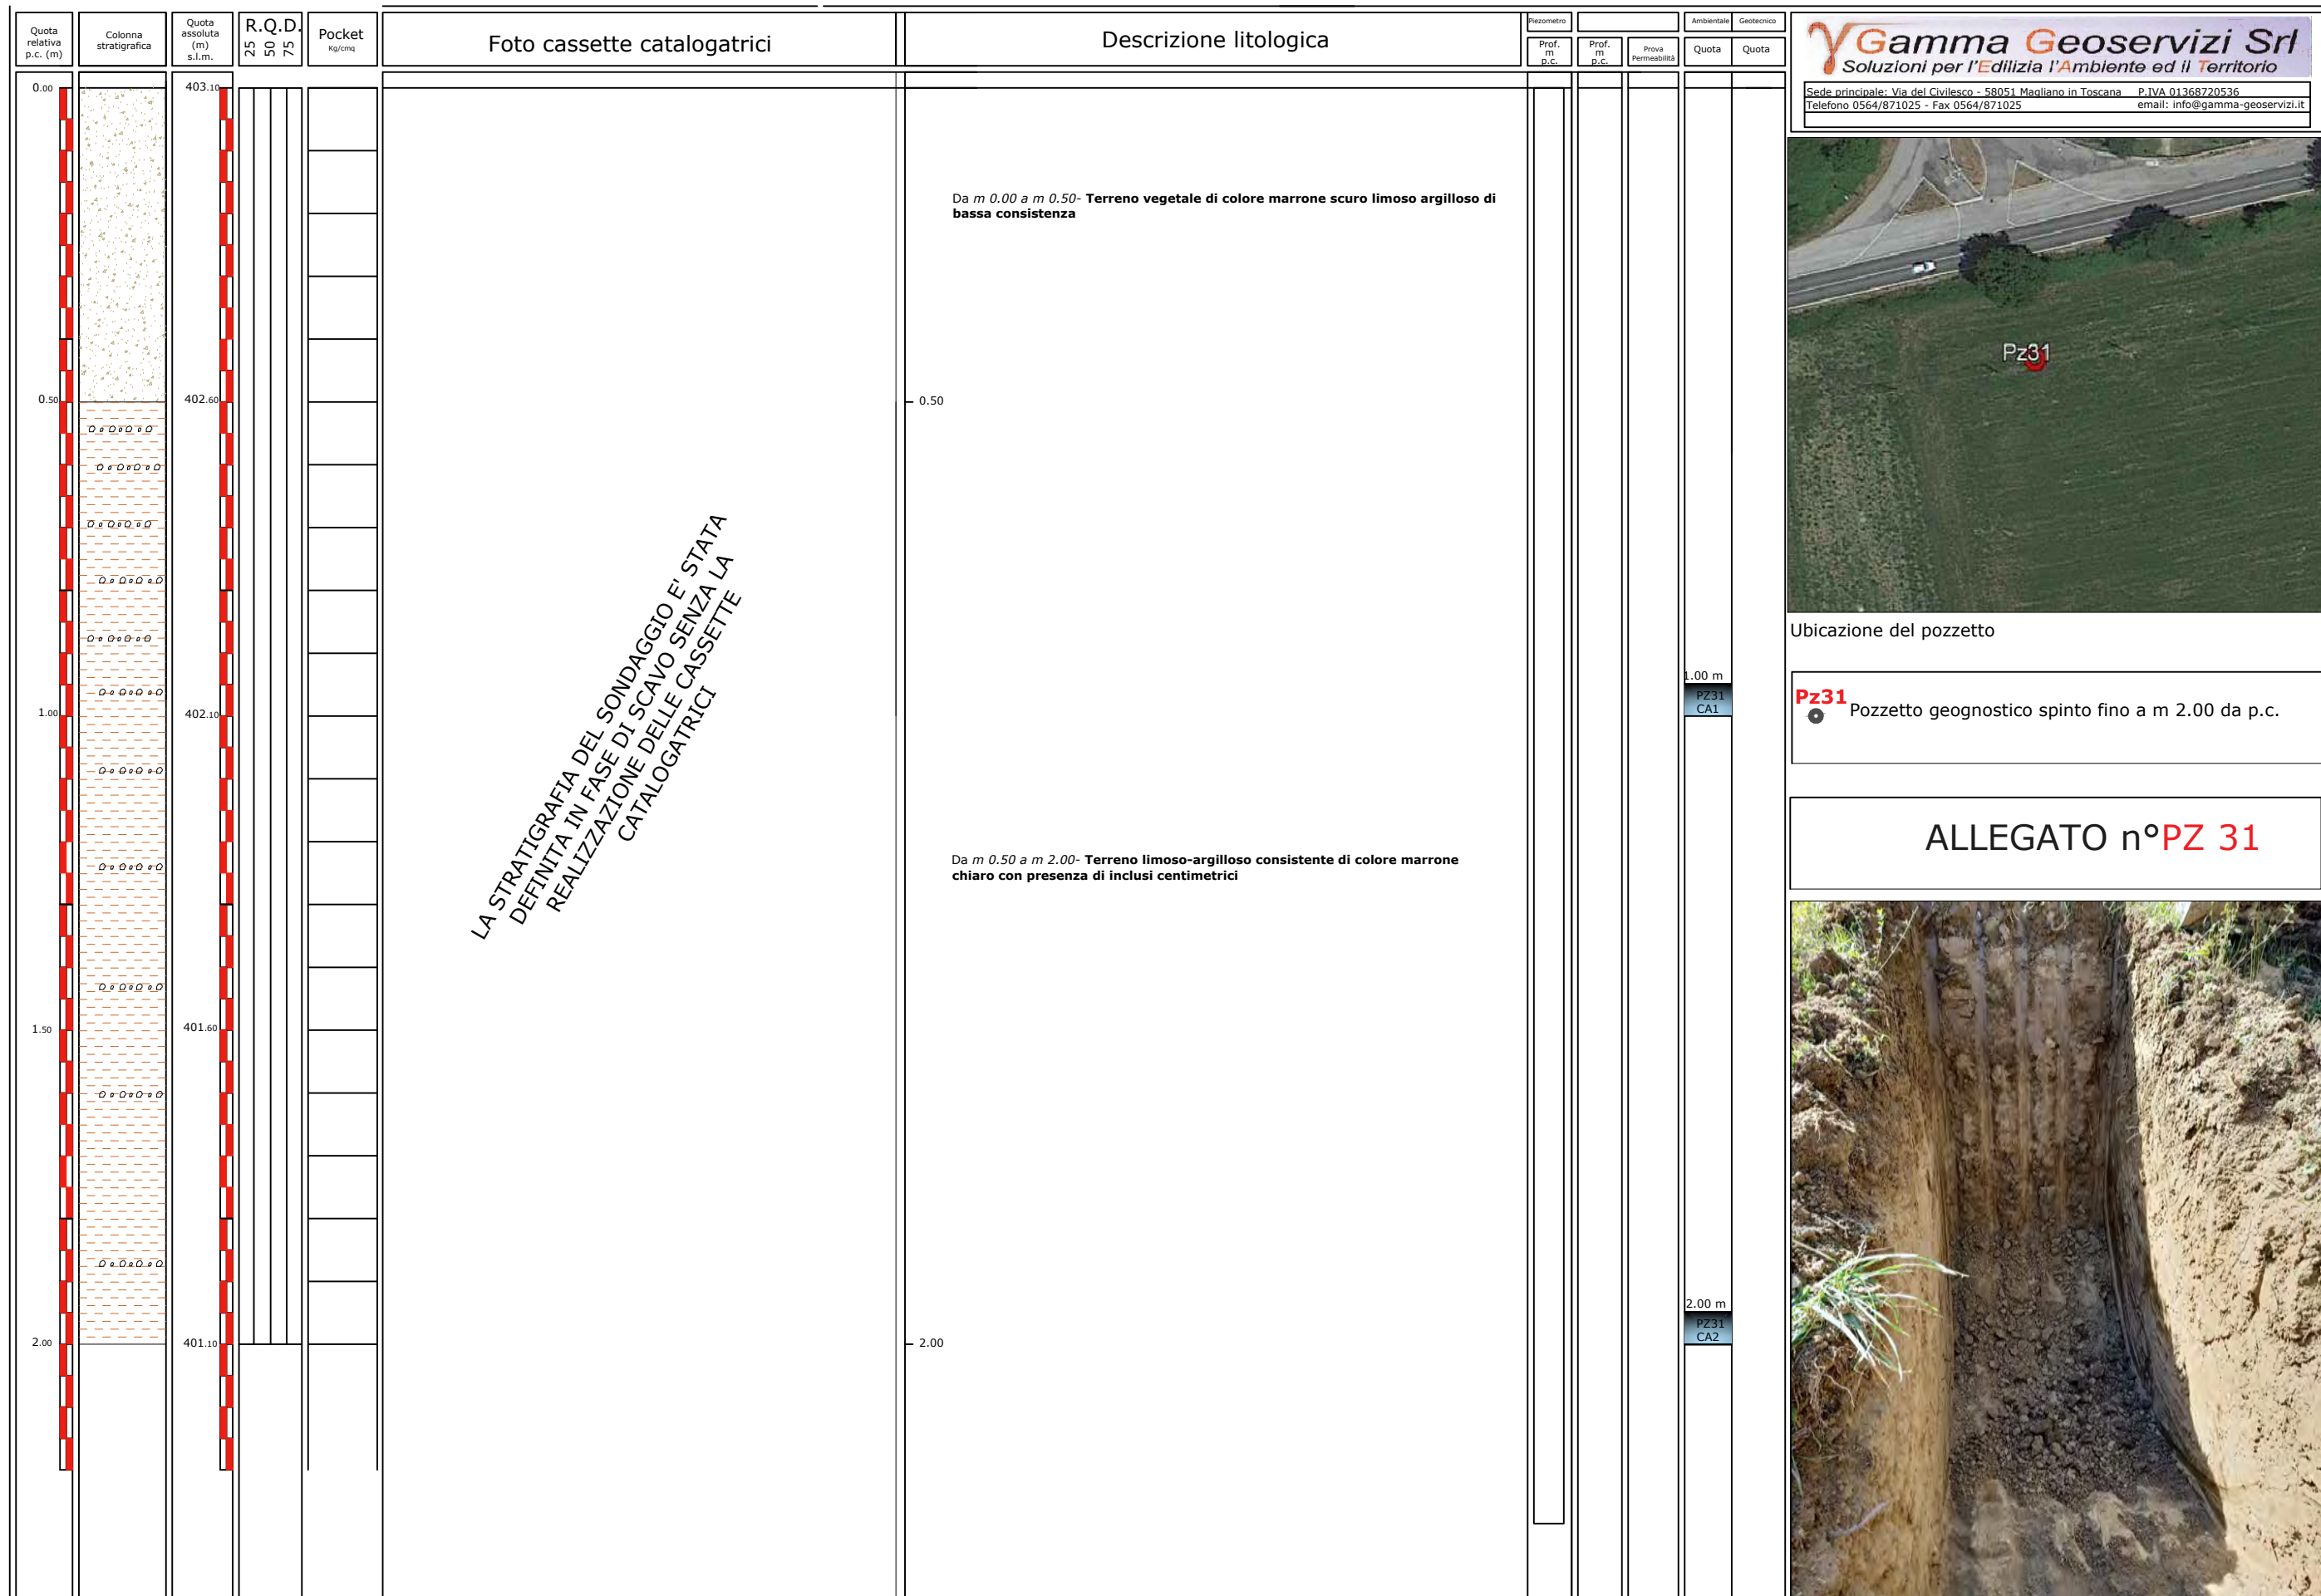 Quota
relativa
p.c. (m)
Colonna
stratigrafica
Quota
assoluta
(m)
s.l.m.
R.Q.D.
25
50
75
Pocket
Kg/cmq
Foto cassette catalogatrici
Descrizione litologica
Piezometro
Prof.
m
p.c.
Prof.
m
p.c.
Prova
Permeabilità
Ambientale
Quota
Geotecnico
Quota
γ Gamma Geoservizi Srl
Soluzioni per l'Edilizia l'Ambiente ed il Territorio
Sede principale: Via del Civilesco - 58051 Magliano in Toscana P.IVA 01368720536
Telefono 0564/871025 - Fax 0564/871025 email: info@gamma-geoservizi.it
0.00
403.10
Da m 0.00 a m 0.50- Terreno vegetale di colore marrone scuro limoso argilloso di
bassa consistenza
Pz31
0.50
402.60
0.50
LA STRATIGRAFIA DEL SONDAGGIO E' STATA
DEFINITA IN FASE DI SCAVO SENZA LA
REALIZZAZIONE DELLE CASSETTE
CATALOGATRICI
Ubicazione del pozzetto
1.00 m
PZ31
CA1
Pz31
Pozzetto geognostico spinto fino a m 2.00 da p.c.
1.00
402.10
ALLEGATO n°PZ 31
Da m 0.50 a m 2.00- Terreno limoso-argilloso consistente di colore marrone
chiaro con presenza di inclusi centimetrici
1.50
401.60
2.00 m
PZ31
CA2
2.00
401.10
2.00